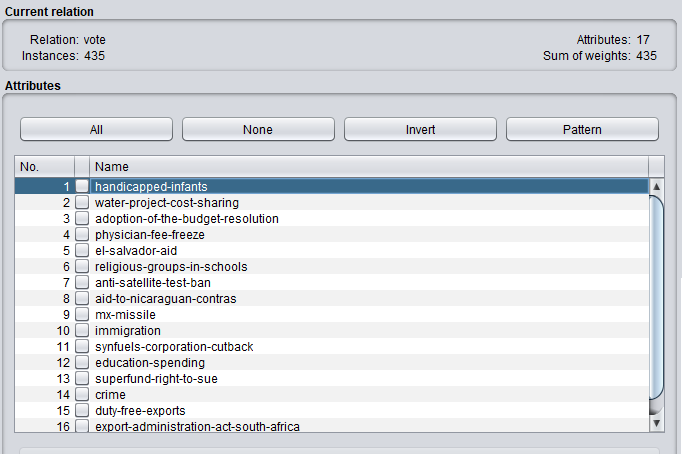 Current relation
Relation: vote Attributes: 17
Instances: 435 Sum of weights: 435
Attributes
All None Invert Pattern
No. Name
1 handicapped-infants
2 water-project-cost-sharing
3 adoption-of-the-budget-resolution
4 physician-fee-freeze
5 el-salvador-aid
6 religious-groups-in-schools
7 anti-satellite-test-ban
8 aid-to-nicaraguan-contras
9 mx-missile
10 immigration
11 synfuels-corporation-cutback
12 education-spending
13 superfund-right-to-sue
14 crime
15 duty-free-exports
16 export-administration-act-south-africa